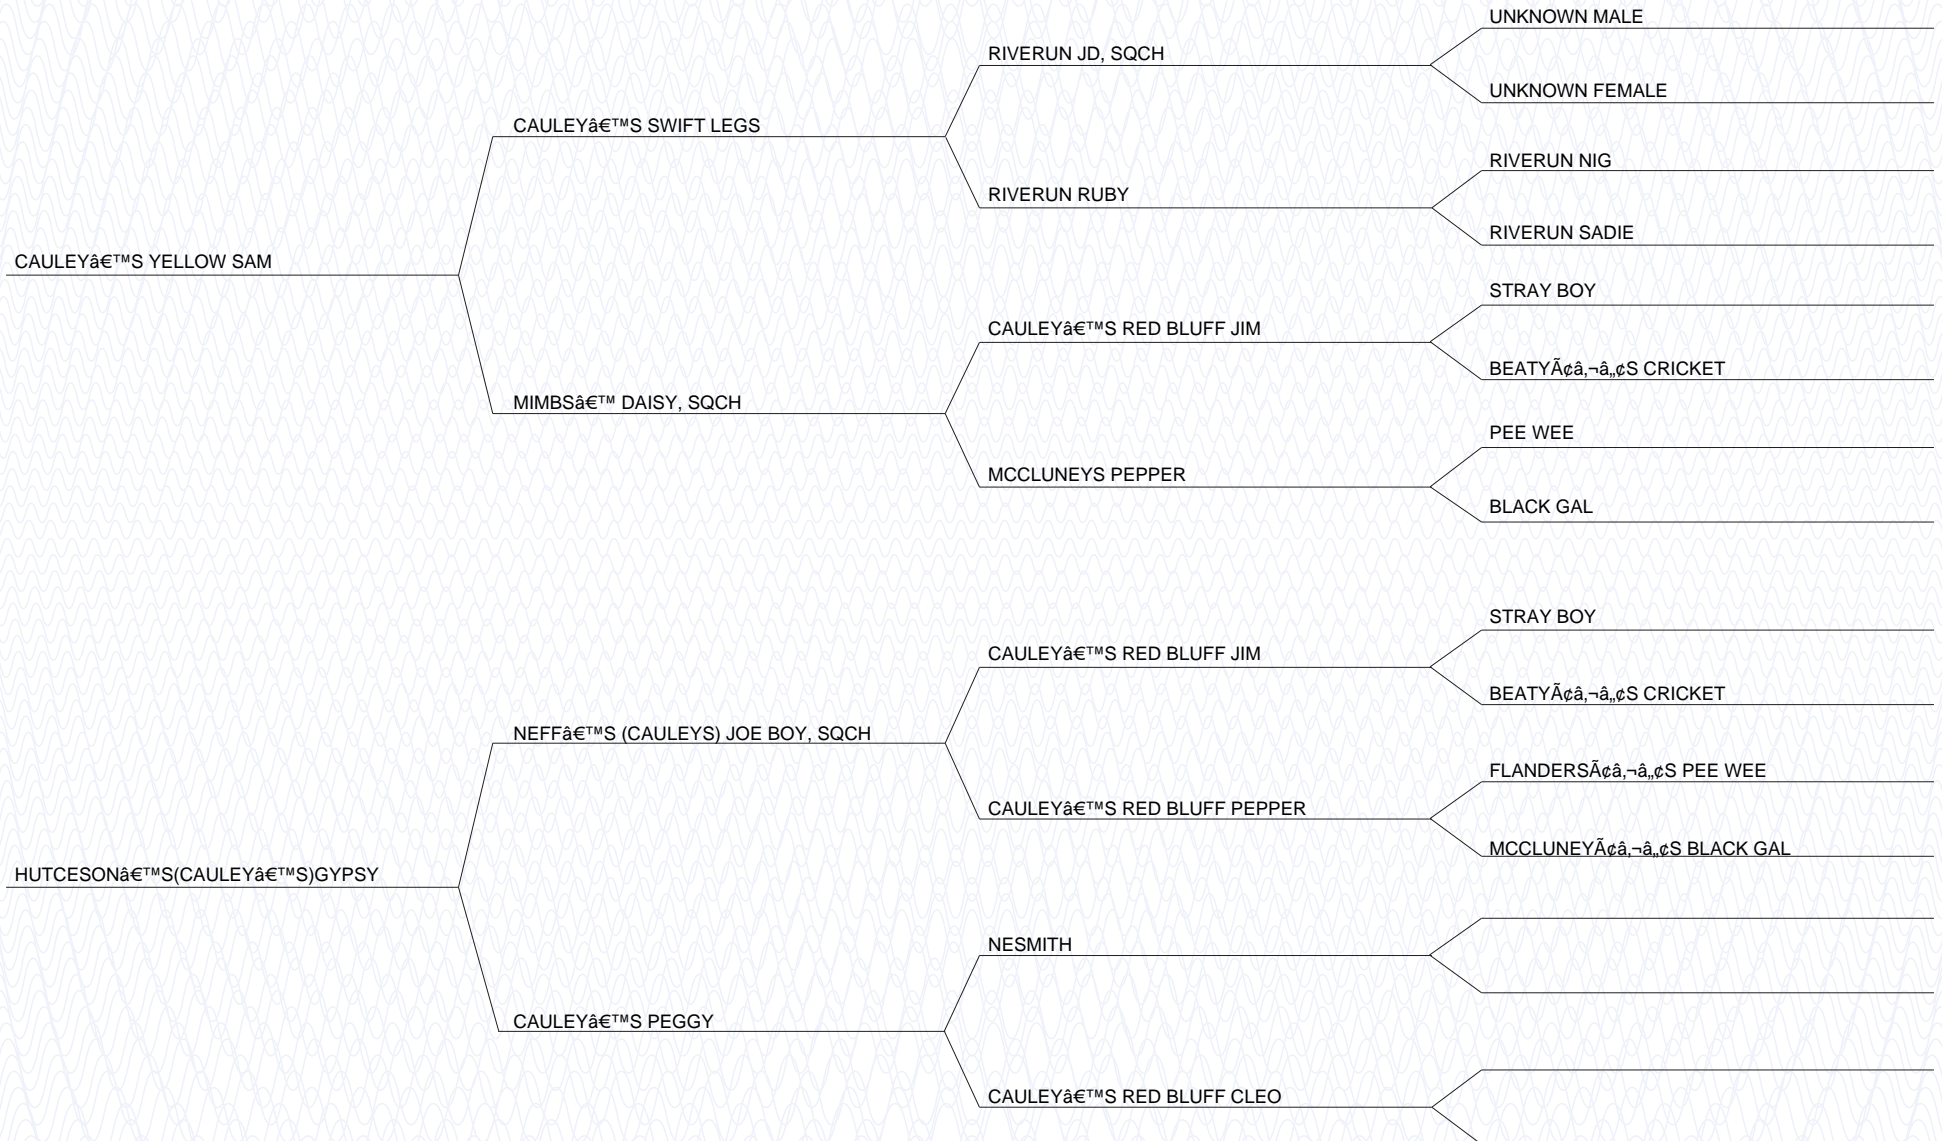 UNKNOWN MALE
RIVERUN JD, SQCH
UNKNOWN FEMALE
CAULEYâ€™S SWIFT LEGS
RIVERUN NIG
RIVERUN RUBY
RIVERUN SADIE
CAULEYâ€™S YELLOW SAM
STRAY BOY
CAULEYâ€™S RED BLUFF JIM
BEATYÃ¢â‚¬â„¢S CRICKET
MIMBSâ€™ DAISY, SQCH
PEE WEE
MCCLUNEYS PEPPER
BLACK GAL
STRAY BOY
CAULEYâ€™S RED BLUFF JIM
BEATYÃ¢â‚¬â„¢S CRICKET
NEFFâ€™S (CAULEYS) JOE BOY, SQCH
FLANDERSÃ¢â‚¬â„¢S PEE WEE
CAULEYâ€™S RED BLUFF PEPPER
MCCLUNEYÃ¢â‚¬â„¢S BLACK GAL
HUTCESONâ€™S(CAULEYâ€™S)GYPSY
NESMITH
CAULEYâ€™S PEGGY
CAULEYâ€™S RED BLUFF CLEO